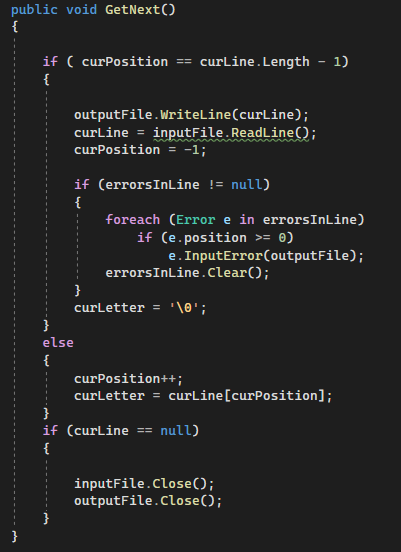 public void GetNext()
{
if ( curPosition == curLine.Length - 1)
{
outputFile.WriteLine(curLine);
curLine = inputFile.ReadLine();
curPosition = -1;
if (errorsInLine != null)
{
foreach (Error e in errorsInLine)
if (e.position >= 0)
e.InputError(outputFile);
errorsInLine.Clear();
}
curLetter = '\0';
}
else
{
curPosition++;
curLetter = curLine[curPosition];
}
if (curLine == null)
{
inputFile.Close();
outputFile.Close();
}
}